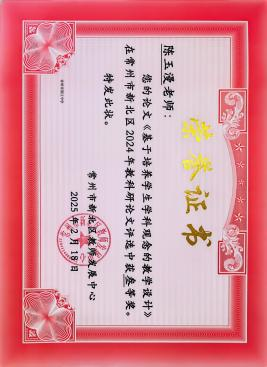 荣誉证书
陈玉漫老师：
您的论文《基于培养学生学科观念的教学设计》
在常州市新北区2024年教科研论文评选中获叁等奖。
特发此状。
常州市新北区教师发展中心
2025年2月18日